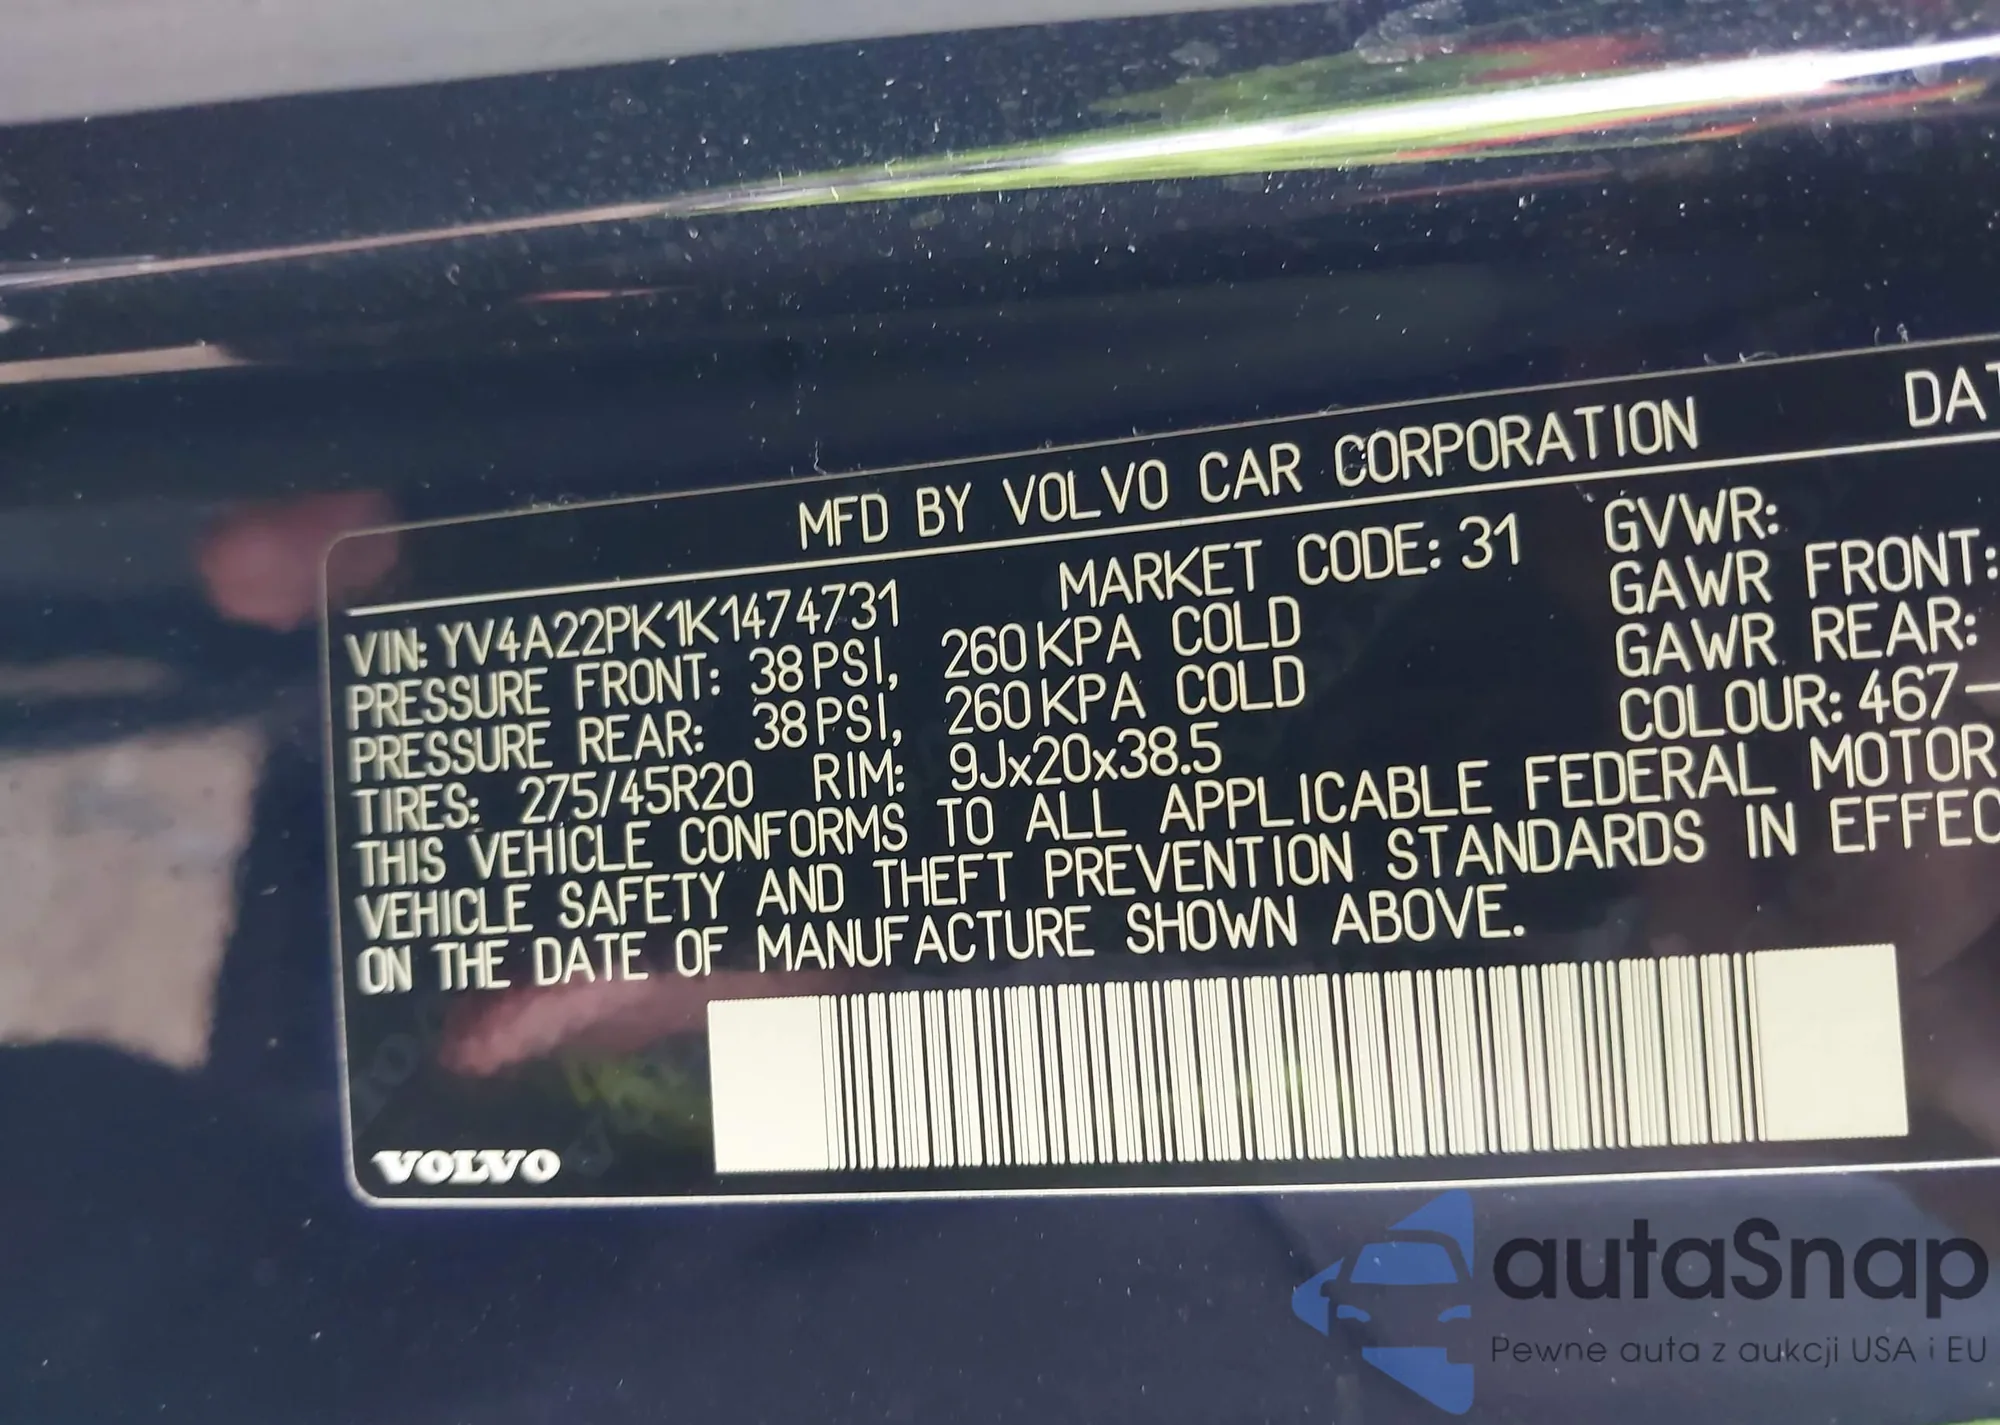 MFD BY VOLVO CAR CORPORATION DAT
VIN: YV4A22PK1K1474731 MARKET CODE: 31 GVWR:
PRESSURE FRONT: 38 PSI, 260 KPA COLD GAWR FRONT:
PRESSURE REAR: 38 PSI, 260 KPA COLD GAWR REAR:
TIRES: 275/45R20 RIM: 9Jx20x38.5 COLOUR: 467-
THIS VEHICLE CONFORMS TO ALL APPLICABLE FEDERAL MOTOR
VEHICLE SAFETY AND THEFT PREVENTION STANDARDS IN EFFEC
ON THE DATE OF MANUFACTURE SHOWN ABOVE.
VOLVO
autaSnap
Pewne auta z aukcji USA i EU